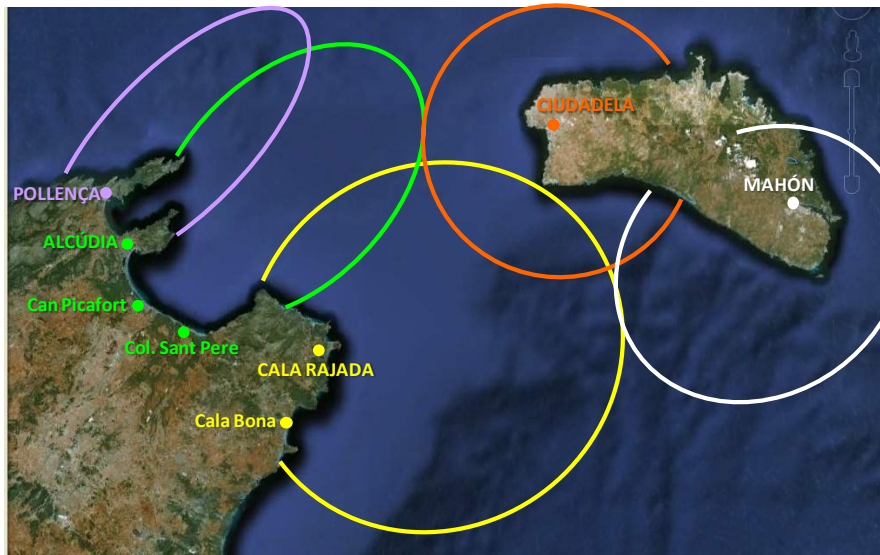 CIUDADELA
MAHÓN
POLLENÇA
ALCÚDIA
Can Picafort
Col. Sant Pere
CALA RAJADA
Cala Bona